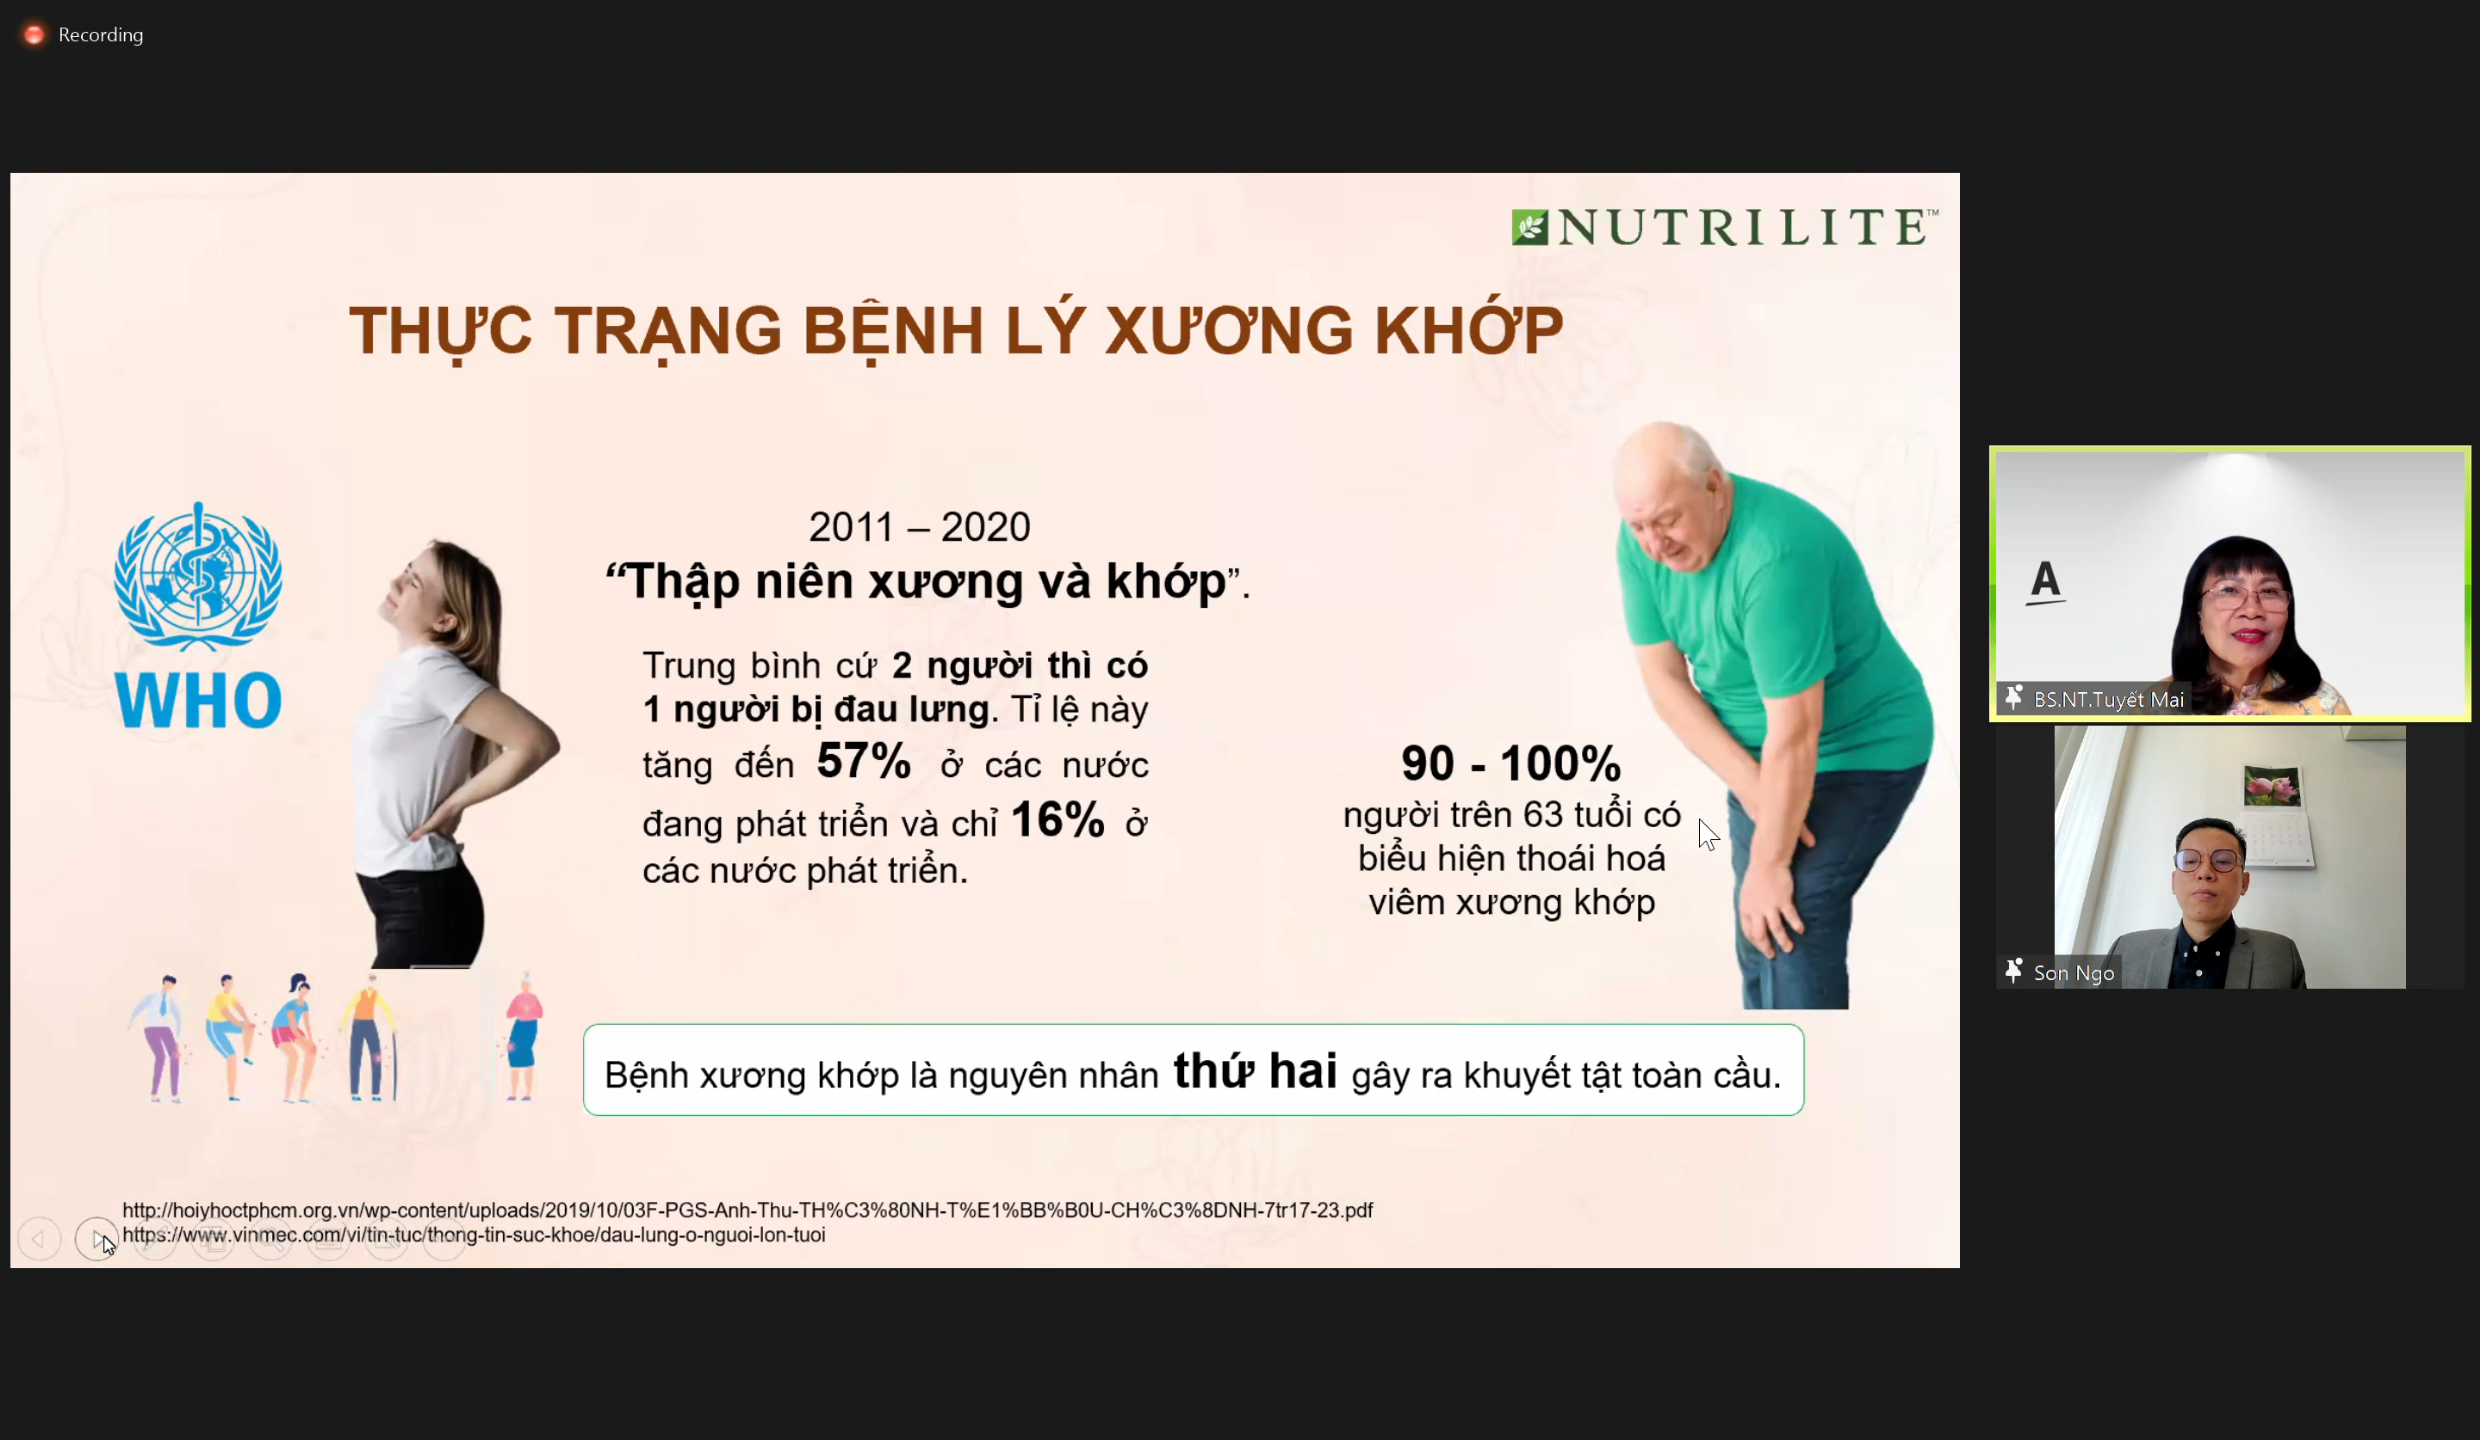 Recording
NUTRILITE™
THỰC TRẠNG BỆNH LÝ XƯƠNG KHỚP
WHO
2011 – 2020
“Thập niên xương và khớp”.
Trung bình cứ 2 người thì có
1 người bị đau lưng. Tỉ lệ này
tăng đến 57% ở các nước
đang phát triển và chỉ 16% ở
các nước phát triển.
90 - 100%
người trên 63 tuổi có
biểu hiện thoái hoá
viêm xương khớp
Bệnh xương khớp là nguyên nhân thứ hai gây ra khuyết tật toàn cầu.
http://hoiyhoctphcm.org.vn/wp-content/uploads/2019/10/03F-PGS-Anh-Thu-TH%C3%80NH-T%E1%BB%B0U-CH%C3%8DNH-7tr17-23.pdf
https://www.vinmec.com/vi/tin-tuc/thong-tin-suc-khoe/dau-lung-o-nguoi-lon-tuoi
A
BS.NT.Tuyết Mai
Son Ngo